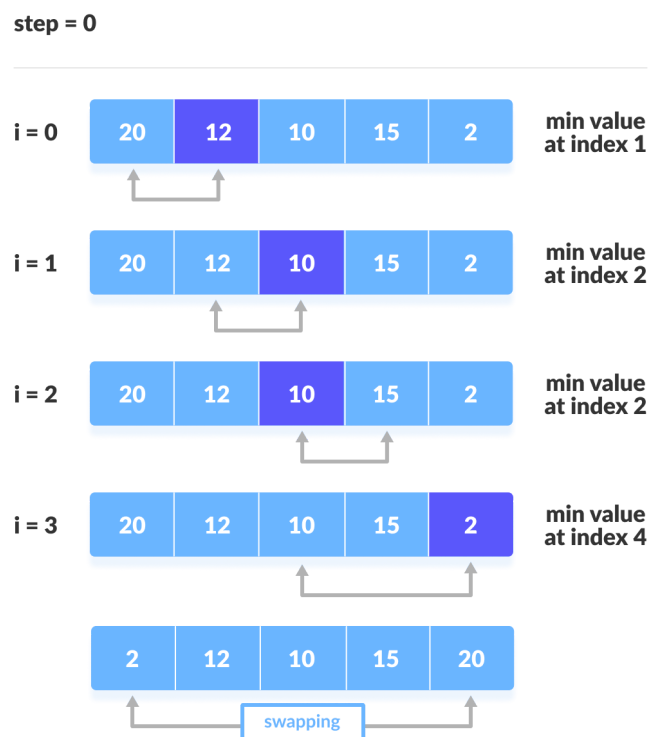 step = 0
i = 0 20 12 10 15 2 min value
at index 1
i = 1 20 12 10 15 2 min value
at index 2
i = 2 20 12 10 15 2 min value
at index 2
i = 3 20 12 10 15 2 min value
at index 4
2 12 10 15 20
swapping